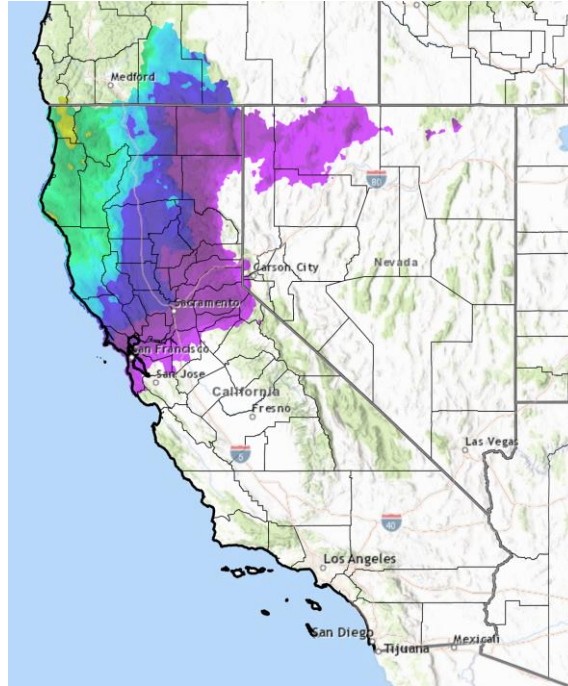 Medford
80
Carson City
Nevada
Sacramento
San Francisco
San Jose
California
Fresno
5
Las Vegas
40
Los Angeles
San Diego
Tijuana
Mexicali